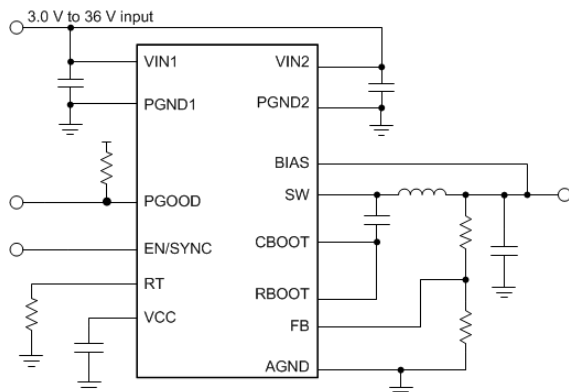 3.0 V to 36 V input
VIN1
VIN2
PGND1
PGND2
BIAS
SW
PGOOD
CBOOT
EN/SYNC
RT
RBOOT
VCC
FB
AGND